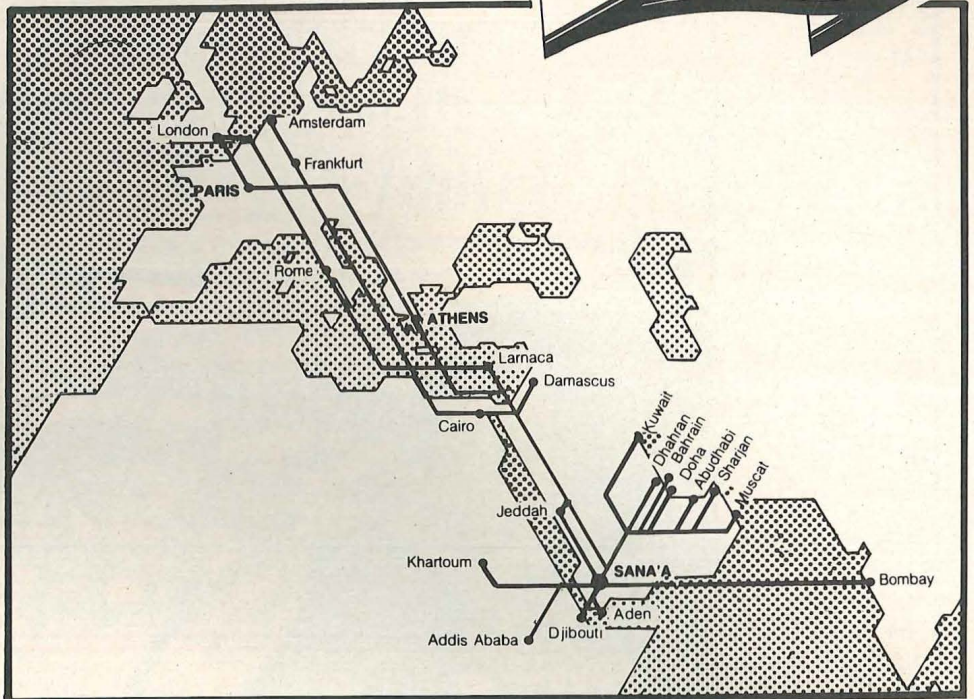 London
Amsterdam
Frankfurt
PARIS
Rome
ATHENS
Larnaca
Damascus
Cairo
Kuwait
Dhahran
Bahrain
Doha
Abudhabi
Sharjan
Muscat
Jeddah
Khartoum
SANA'A
Bombay
Aden
Djibouti
Addis Ababa